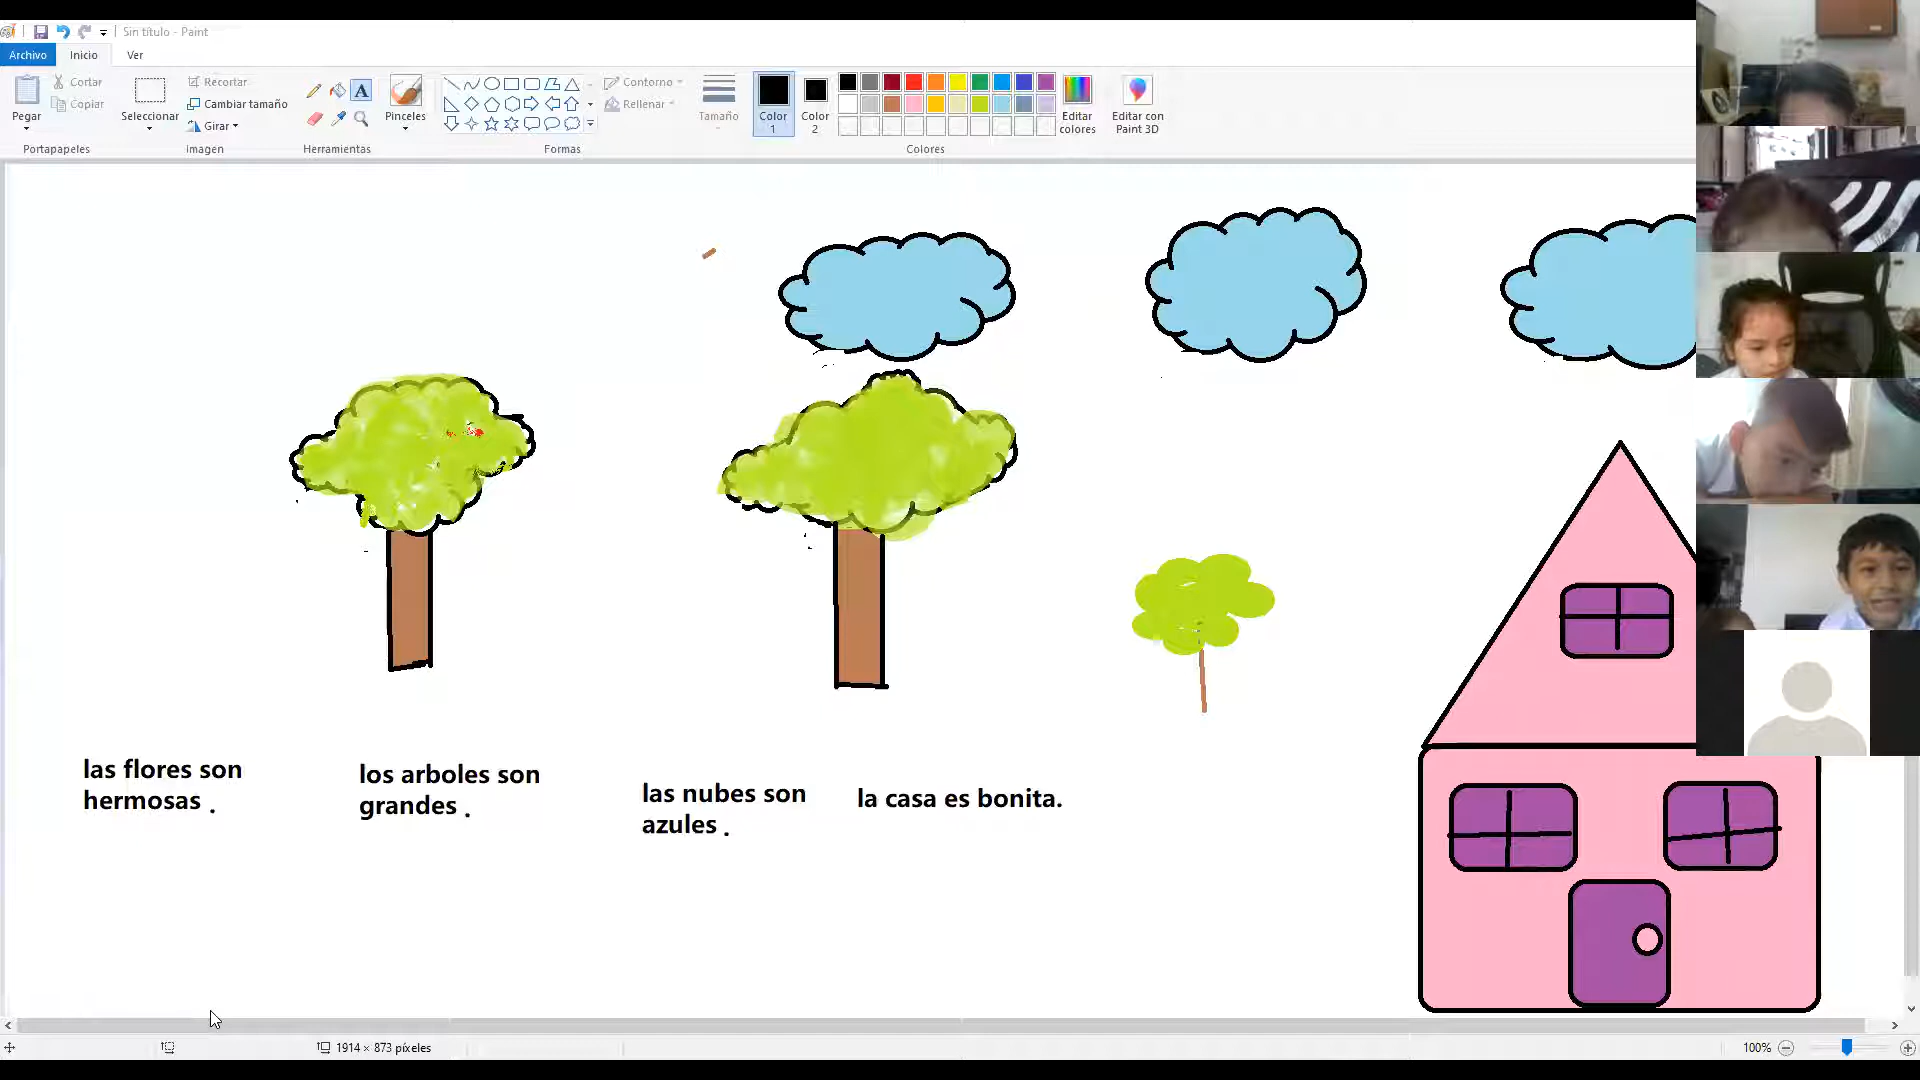 Sin título - Paint
Archivo Inicio Ver
Pegar
Cortar
Copiar
Portapapeles
Seleccionar
Recortar
Cambiar tamaño
Girar
Imagen
A
Herramientas
Pinceles
Formas
Contorno
Rellenar
Tamaño
Color
1
Color
2
Editar
colores
Colores
Editar con
Paint 3D
las flores son
hermosas .
los arboles son
grandes .
las nubes son
azules .
la casa es bonita.
1914 × 873 píxeles
100%